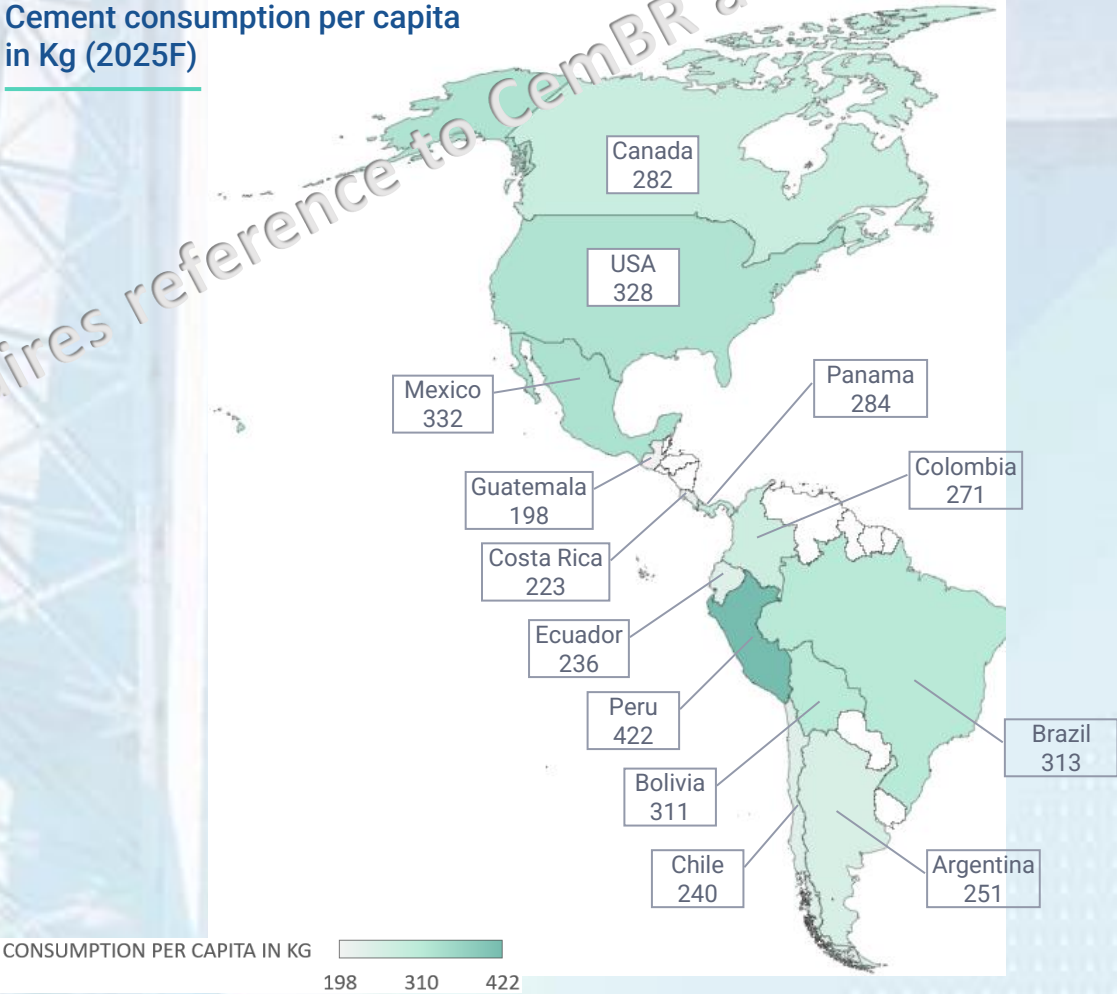 Cement consumption per capita
in Kg (2025F)
reference to CemBR
Canada
282
USA
328
Mexico
332
Panama
284
Guatemala
198
Colombia
271
Costa Rica
223
Ecuador
236
Peru
422
Brazil
313
Bolivia
311
Chile
240
Argentina
251
CONSUMPTION PER CAPITA IN KG
198 310 422